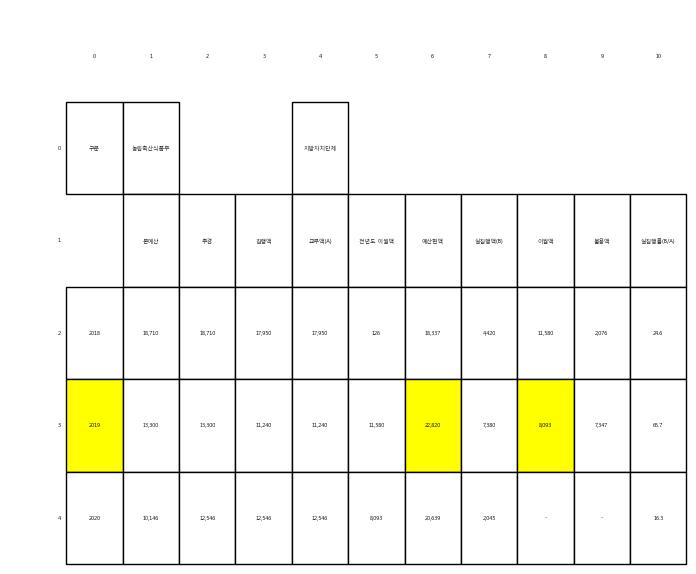 0 1 2 3 4 5 6 7 8 9 10
0 구분 농림축산식품부 지방자치단체
1 본예산 추경 집행액 교부액(A) 전년도 이월액 예산현액 실집행액(B) 이월액 불용액 실집행률(B/A)
2 2018 18,710 18,710 17,950 17,950 126 18,337 4,420 11,580 2,076 24.6
3 2019 13,300 13,300 11,240 11,240 11,580 22,820 7,380 8,093 7,347 65.7
4 2020 10,146 12,546 12,546 12,546 8,093 20,639 2,045 - - 16.3